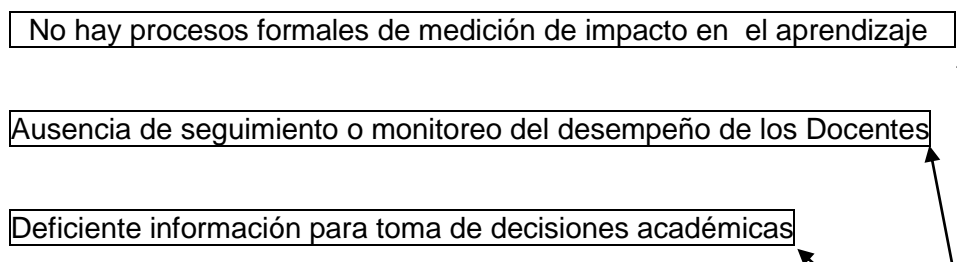 No hay procesos formales de medición de impacto en el aprendizaje
Ausencia de seguimiento o monitoreo del desempeño de los Docentes
Deficiente información para toma de decisiones académicas